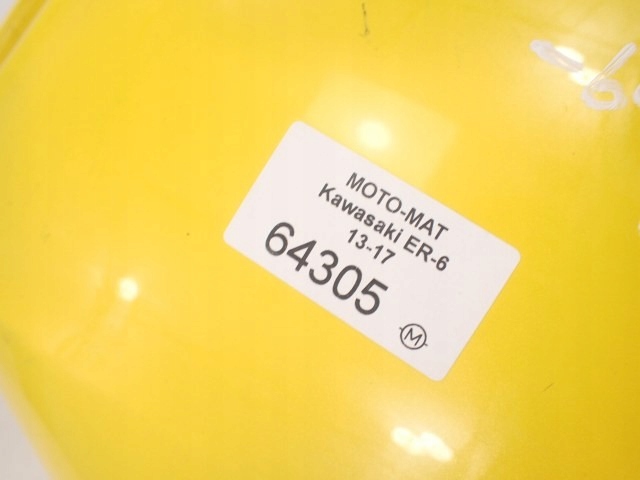 MOTO-MAT
Kawasaki ER-6
13-17
64305
M